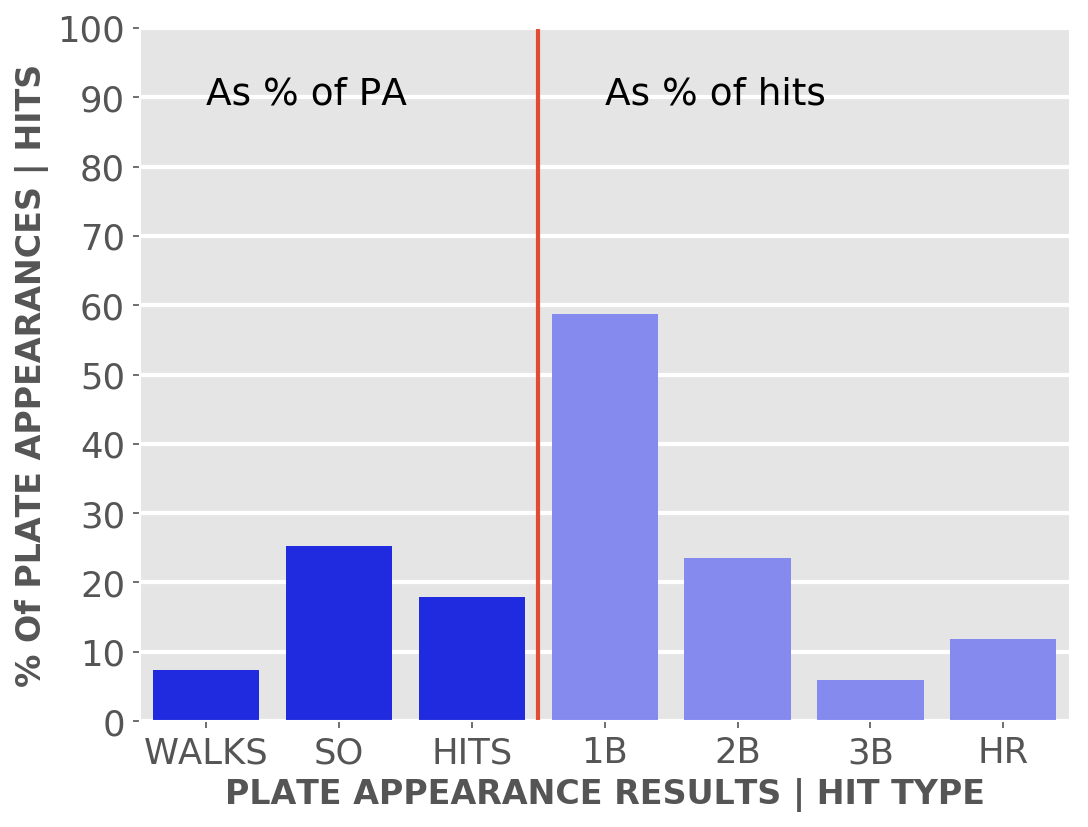 % Of PLATE APPEARANCES | HITS
100
90
80
70
60
50
40
30
20
10
0
As % of PA
As % of hits
WALKS SO HITS 1B 2B 3B HR
PLATE APPEARANCE RESULTS | HIT TYPE